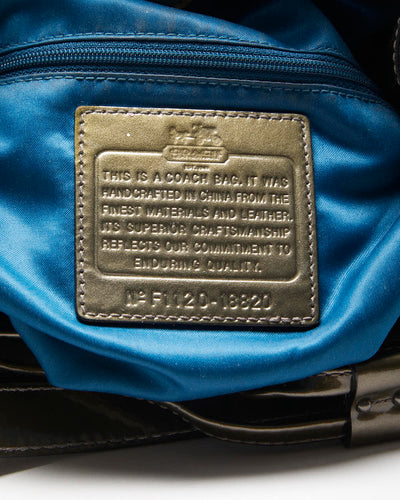 COACH
THIS IS A COACH BAG. IT WAS
HANDCRAFTED IN CHINA FROM THE
FINEST MATERIALS AND LEATHER.
ITS SUPERIOR CRAFTSMANSHIP
REFLECTS OUR COMMITMENT TO
ENDURING QUALITY.
Nº F1120-18820